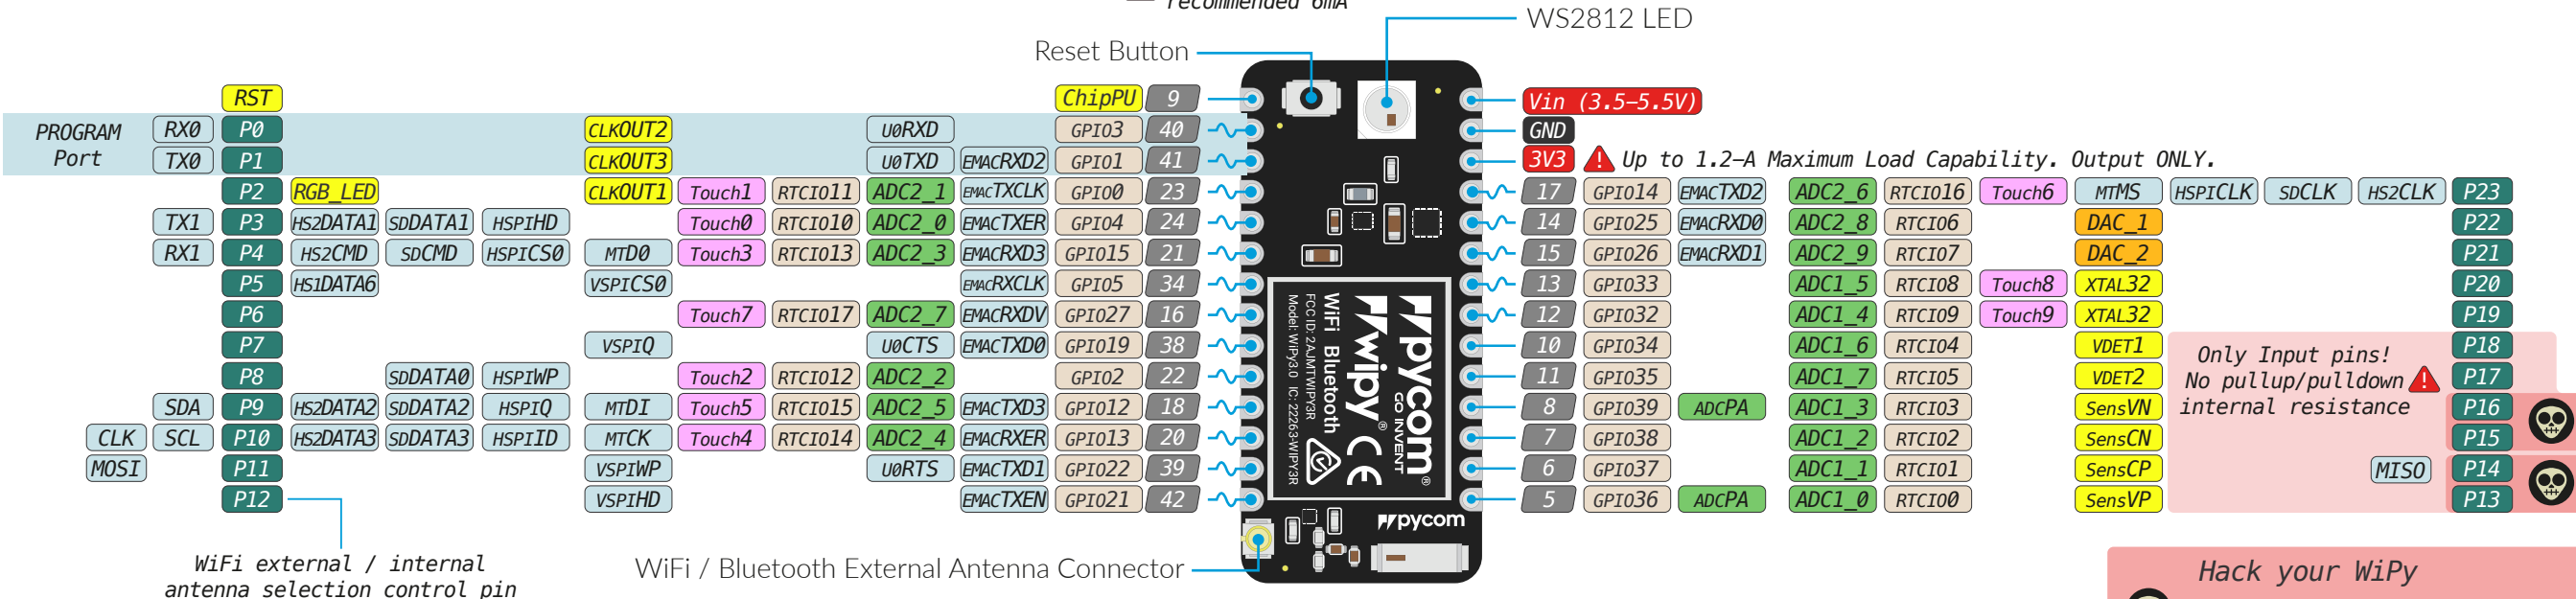 recommended 6mA
WS2812 LED
Reset Button
RST ChipPU 9 Vin (3.5–5.5V)
PROGRAM Port RX0 P0 CLKOUT2 U0RXD GPIO3 40 GND
TX0 P1 CLKOUT3 U0TXD EMACRXD2 GPIO1 41 3V3 Up to 1.2–A Maximum Load Capability. Output ONLY.
P2 RGB_LED CLKOUT1 Touch1 RTCIO11 ADC2_1 EMACTXCLK GPIO0 23 17 GPIO14 EMACTXD2 ADC2_6 RTCIO16 Touch6 MTMS HSPICLK SDCLK HS2CLK P23
TX1 P3 HS2DATA1 SDDATA1 HSPIHD Touch0 RTCIO10 ADC2_0 EMACTXER GPIO4 24 14 GPIO25 EMACRXD0 ADC2_8 RTCIO6 DAC_1 P22
RX1 P4 HS2CMD SDCMD HSPICS0 MTDO Touch3 RTCIO13 ADC2_3 EMACRXD3 GPIO15 21 15 GPIO26 EMACRXD1 ADC2_9 RTCIO7 DAC_2 P21
P5 HS1DATA6 VSPICS0 EMACRXCLK GPIO5 34 13 GPIO33 ADC1_5 RTCIO8 Touch8 XTAL32 P20
P6 Touch7 RTCIO17 ADC2_7 EMACRXDV GPIO27 16 12 GPIO32 ADC1_4 RTCIO9 Touch9 XTAL32 P19
P7 VSPIQ U0CTS EMACTXD0 GPIO19 38 10 GPIO34 ADC1_6 RTCIO4 VDET1 P18
P8 SDDATA0 HSPIWP Touch2 RTCIO12 ADC2_2 GPIO2 22 11 GPIO35 ADC1_7 RTCIO5 VDET2 P17
SDA P9 HS2DATA2 SDDATA2 HSPIQ MTDI Touch5 RTCIO15 ADC2_5 EMACTXD3 GPIO12 18 8 GPIO39 ADCPA ADC1_3 RTCIO3 SensVN P16
CLK SCL P10 HS2DATA3 SDDATA3 HSPIID MTCK Touch4 RTCIO14 ADC2_4 EMACRXER GPIO13 20 7 GPIO38 ADC1_2 RTCIO2 SensCN P15
MOSI P11 VSPIWP U0RTS EMACTXD1 GPIO22 39 6 GPIO37 ADC1_1 RTCIO1 SensCP MISO P14
P12 VSPIHD EMACTXEN GPIO21 42 5 GPIO36 ADCPA ADC1_0 RTCIO0 SensVP P13
Only Input pins!
No pullup/pulldown
internal resistance
pycom®
GO INVENT
wipy® CE
WiFi Bluetooth
FCC ID: 2AJMTWIPY3R
Model: WiPy3.0 IC: 22263-WIPY3R
pycom
WiFi external / internal
antenna selection control pin
WiFi / Bluetooth External Antenna Connector
Hack your WiPy